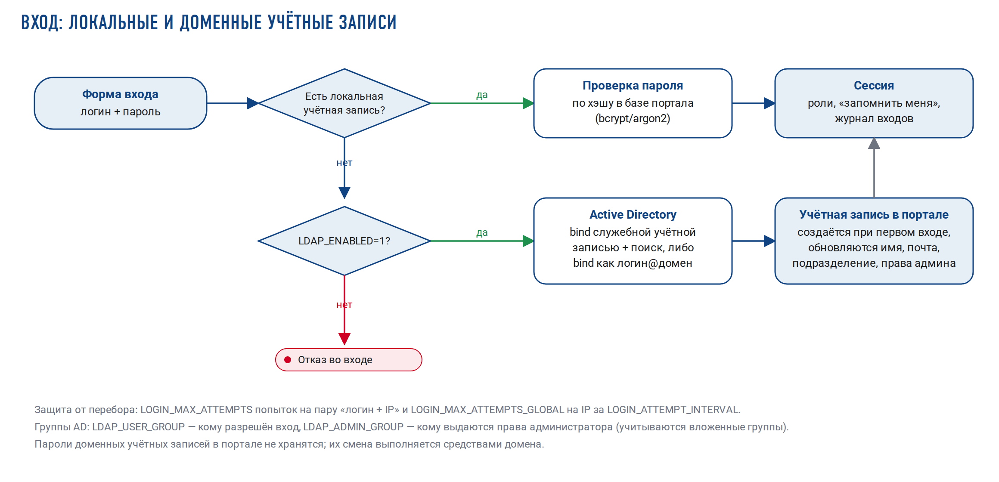 ВХОД: ЛОКАЛЬНЫЕ И ДОМЕННЫЕ УЧЁТНЫЕ ЗАПИСИ
Форма входа
логин + пароль
Есть локальная
учётная запись?
да
Проверка пароля
по хэшу в базе портала
(bcrypt/argon2)
Сессия
роли, «запомнить меня»,
журнал входов
нет
LDAP_ENABLED=1?
да
Active Directory
bind служебной учётной
записью + поиск, либо
bind как логин@домен
Учётная запись в портале
создаётся при первом входе,
обновляются имя, почта,
подразделение, права админа
нет
Отказ во входе
Защита от перебора: LOGIN_MAX_ATTEMPTS попыток на пару «логин + IP» и LOGIN_MAX_ATTEMPTS_GLOBAL на IP за LOGIN_ATTEMPT_INTERVAL.
Группы AD: LDAP_USER_GROUP — кому разрешён вход, LDAP_ADMIN_GROUP — кому выдаются права администратора (учитываются вложенные группы).
Пароли доменных учётных записей в портале не хранятся; их смена выполняется средствами домена.